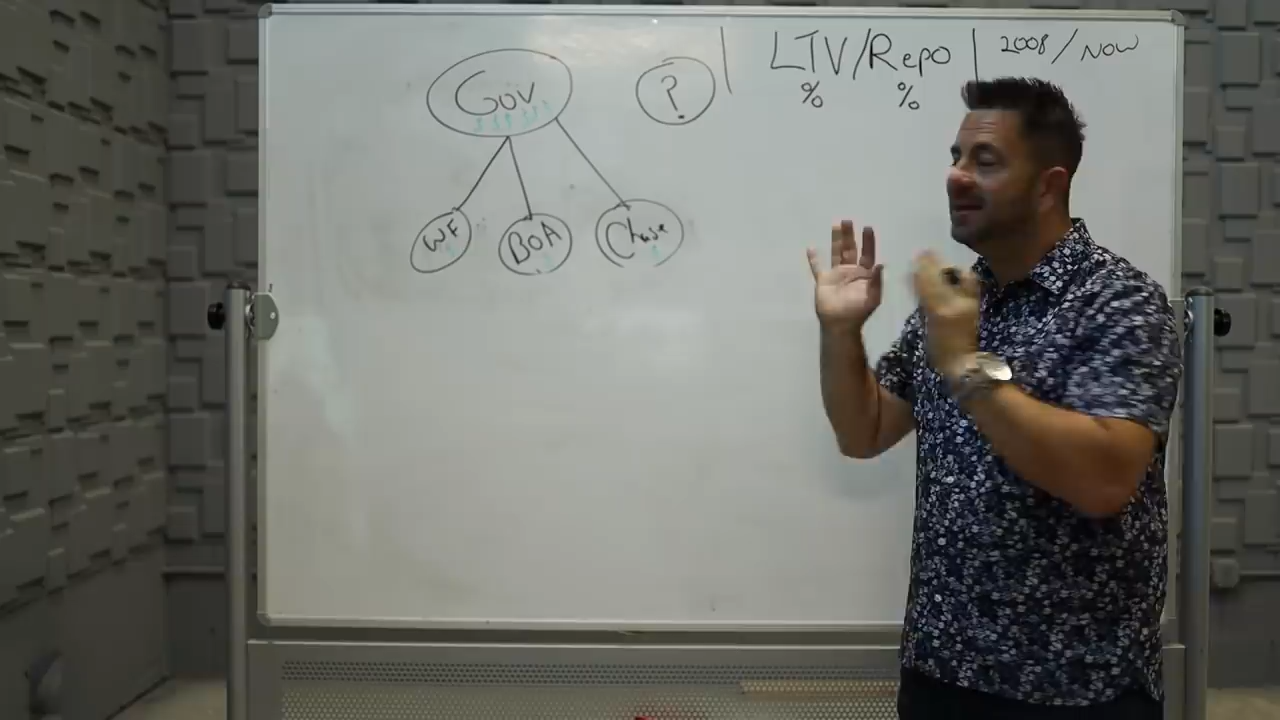 Gov
$ $ $ $ $ $
?
LTV/Repo
% %
2008/NOW
WF
BOA
Chase